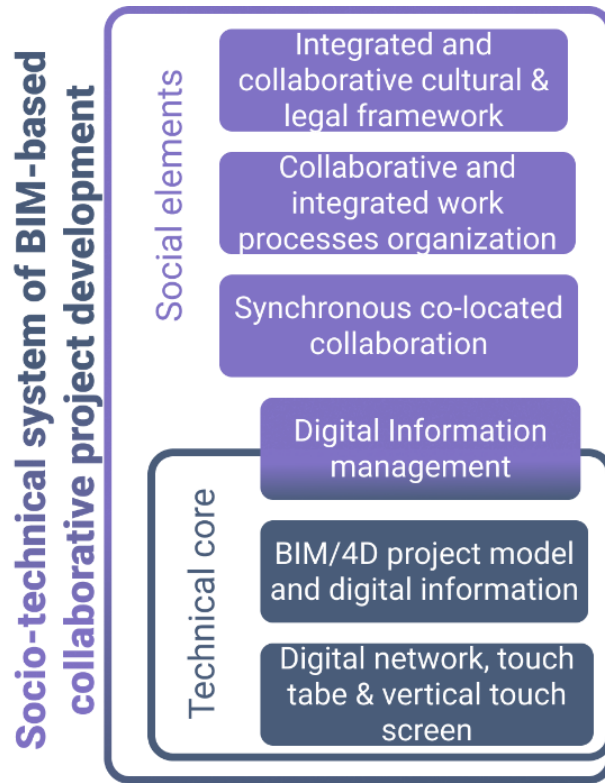 Socio-technical system of BIM-based
collaborative project development
Social elements
Integrated and
collaborative cultural &
legal framework
Collaborative and
integrated work
processes organization
Synchronous co-located
collaboration
Digital Information
management
Technical core
BIM/4D project model
and digital information
Digital network, touch
tabe & vertical touch
screen